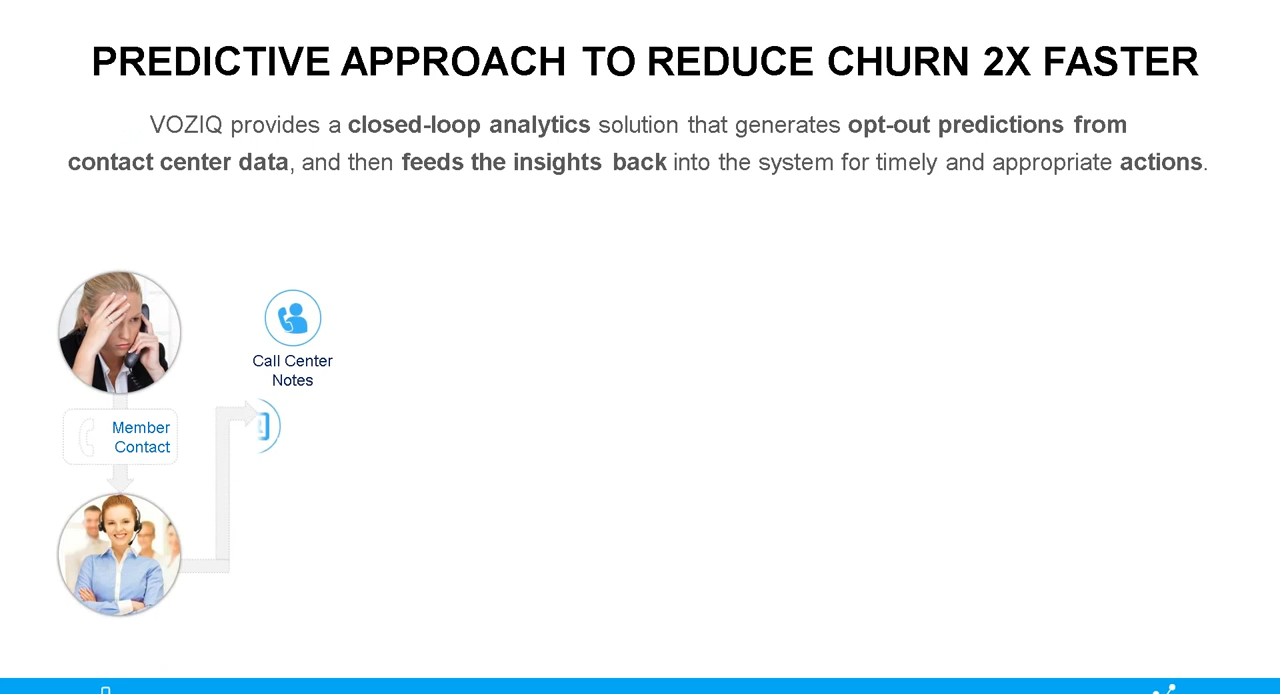 PREDICTIVE APPROACH TO REDUCE CHURN 2X FASTER
VOZIQ provides a closed-loop analytics solution that generates opt-out predictions from
contact center data, and then feeds the insights back into the system for timely and appropriate actions.
Call Center
Notes
Member
Contact